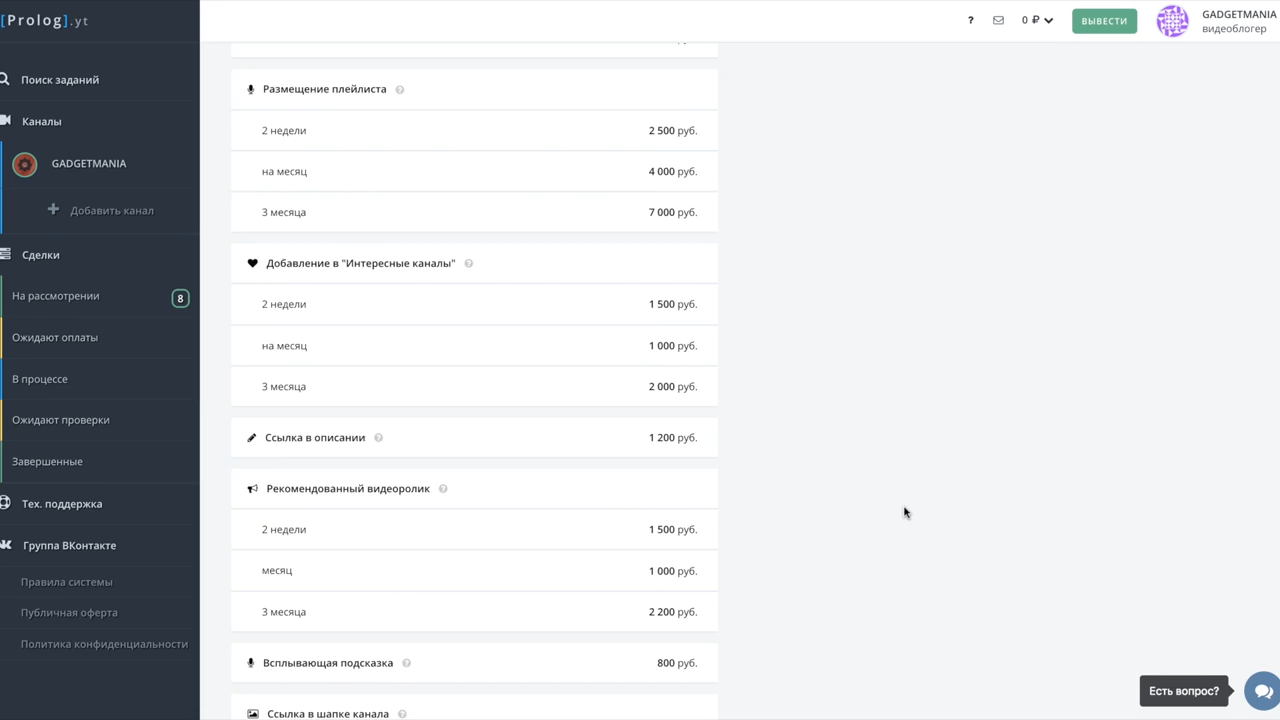 [Prolog].yt
?
0 ₽
ВЫВЕСТИ
GADGETMANIA
видеоблогер
Поиск заданий
Каналы
GADGETMANIA
Добавить канал
Сделки
На рассмотрении
8
Ожидают оплаты
В процессе
Ожидают проверки
Завершенные
Тех. поддержка
Группа ВКонтакте
Правила системы
Публичная оферта
Политика конфиденциальности
Размещение плейлиста ?
2 недели 2 500 руб.
на месяц 4 000 руб.
3 месяца 7 000 руб.
Добавление в "Интересные каналы" ?
2 недели 1 500 руб.
на месяц 1 000 руб.
3 месяца 2 000 руб.
Ссылка в описании ? 1 200 руб.
Рекомендованный видеоролик ?
2 недели 1 500 руб.
месяц 1 000 руб.
3 месяца 2 200 руб.
Всплывающая подсказка ? 800 руб.
Ссылка в шапке канала ?
Есть вопрос?